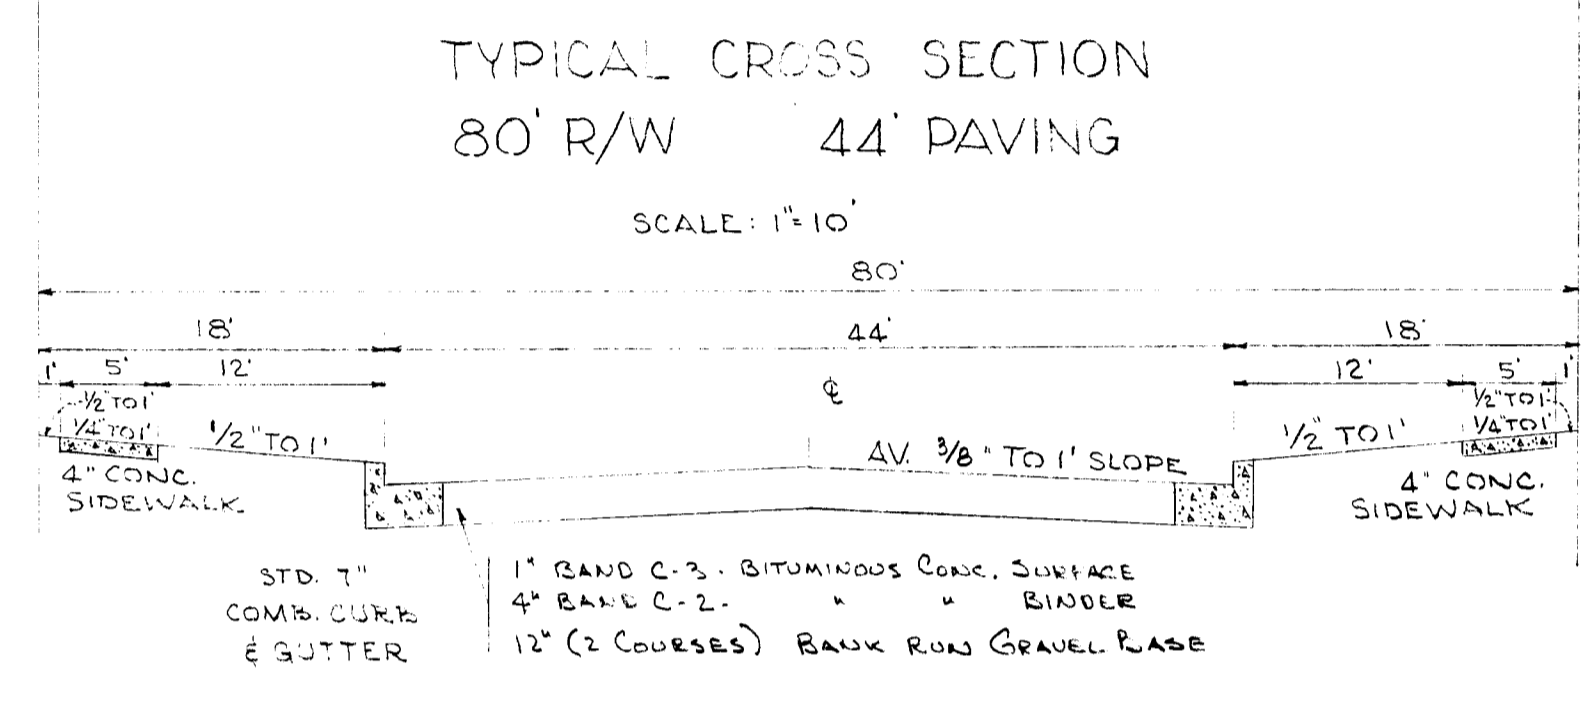 TYPICAL CROSS SECTION
80' R/W 44' PAVING
SCALE: 1"=10'
80'
18' 44' 18'
1' 5' 12' ℄ 12' 5' 1'
1/2" TO 1' 1/2" TO 1'
1/4" TO 1' 1/2" TO 1' AV. 3/8" TO 1' SLOPE 1/2" TO 1' 1/4" TO 1'
4" CONC. 4" CONC.
SIDEWALK SIDEWALK
STD. 7"
COMB. CURB
& GUTTER
1" BAND C-3. BITUMINOUS CONC. SURFACE
4" BAND C-2. " " BINDER
12" (2 COURSES) BANK RUN GRAVEL BASE